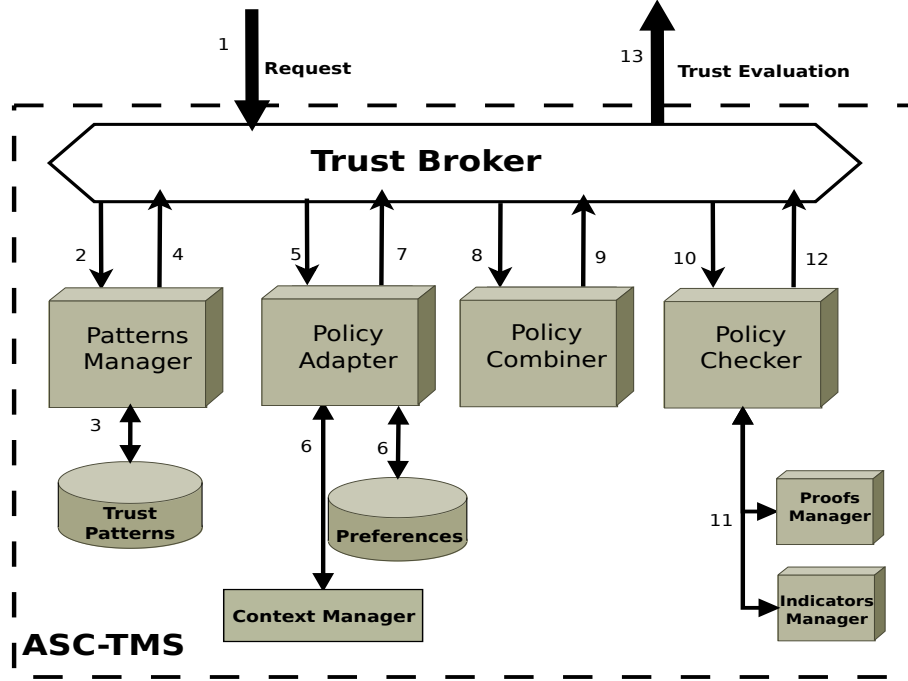 1
Request
13
Trust Evaluation
Trust Broker
2
4
5
7
8
9
10
12
Patterns
Manager
Policy
Adapter
Policy
Combiner
Policy
Checker
3
6
6
Trust
Patterns
Preferences
11
Proofs
Manager
Context Manager
Indicators
Manager
ASC-TMS